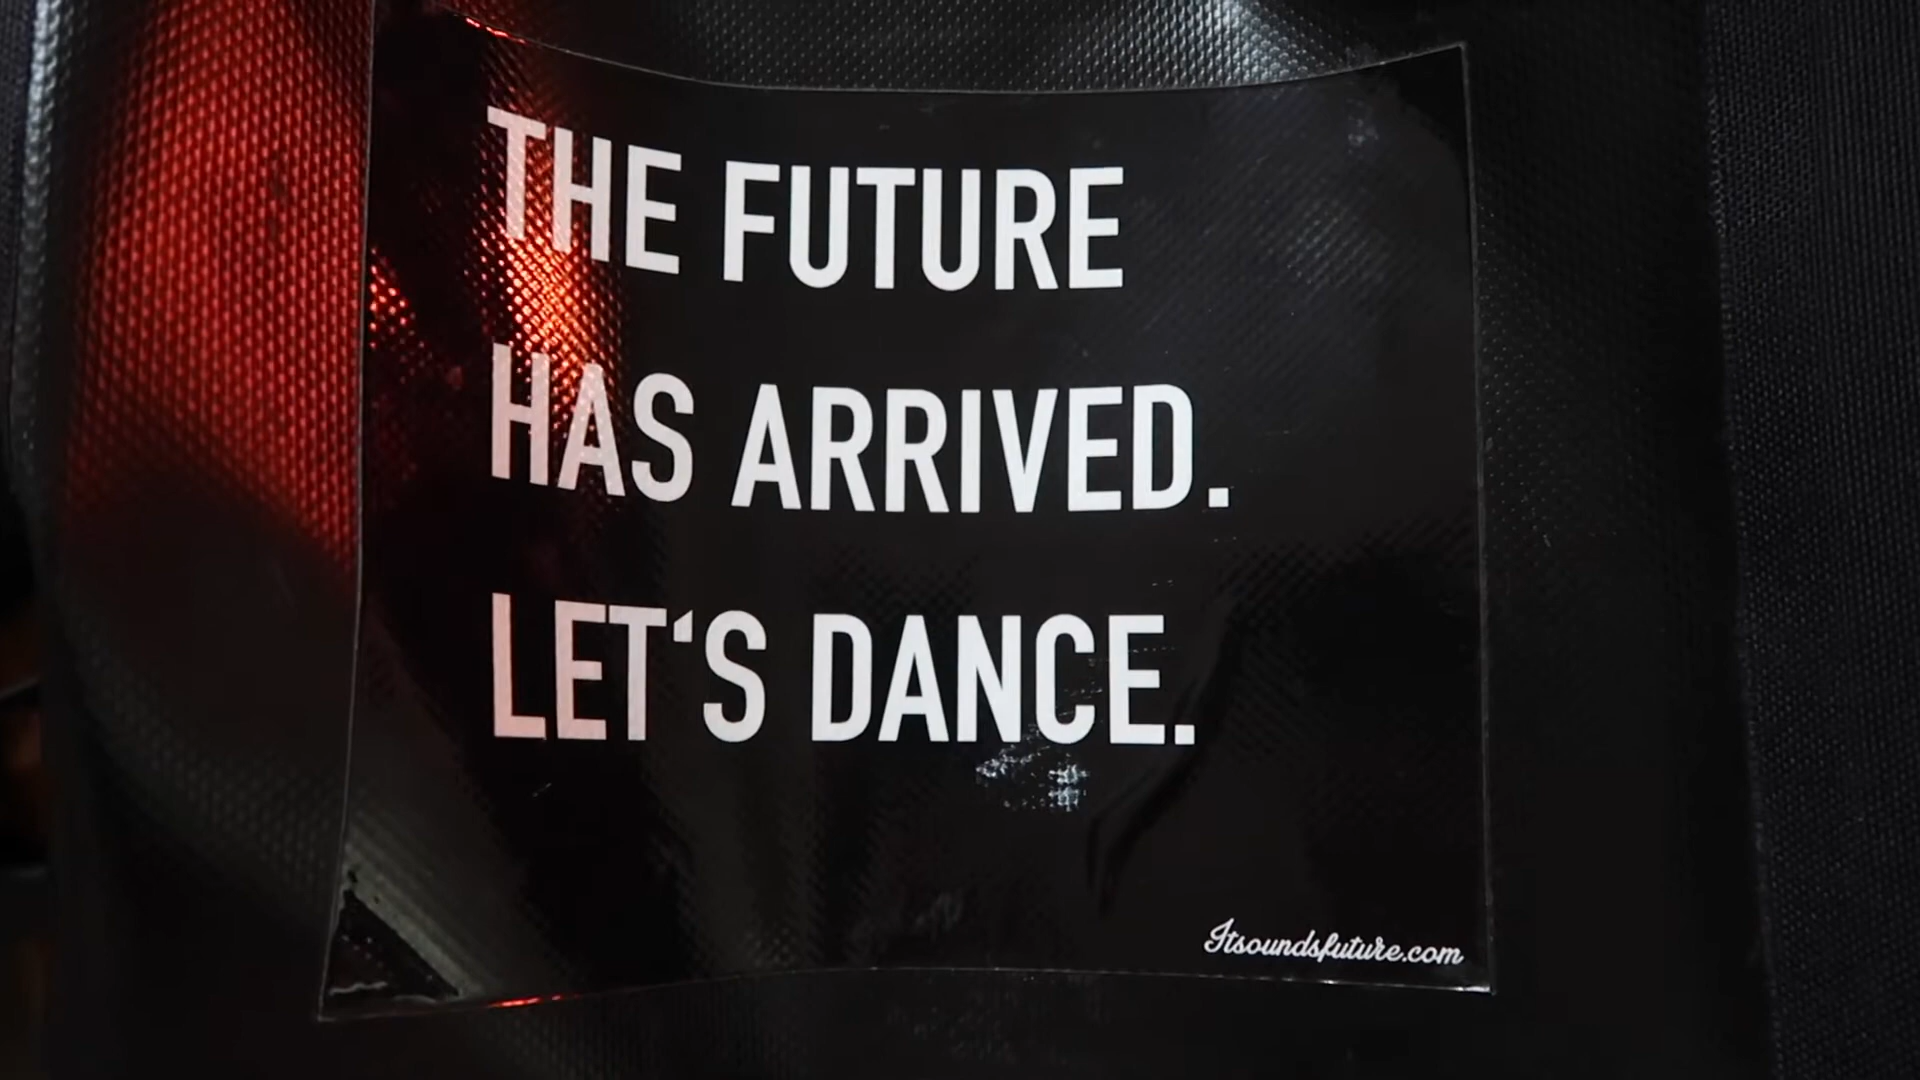 THE FUTURE
HAS ARRIVED.
LET‘S DANCE.
Itsoundsfuture.com